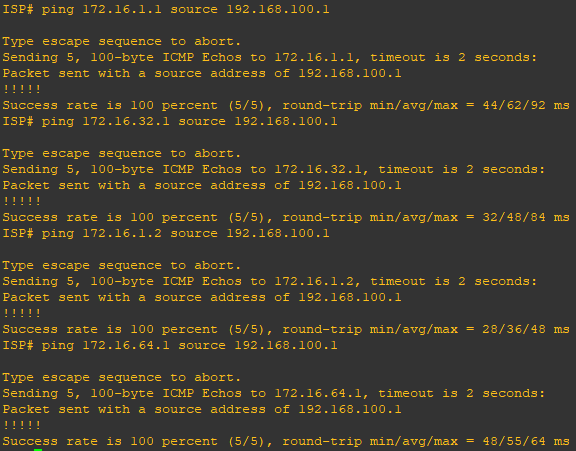 ISP# ping 172.16.1.1 source 192.168.100.1
Type escape sequence to abort.
Sending 5, 100-byte ICMP Echos to 172.16.1.1, timeout is 2 seconds:
Packet sent with a source address of 192.168.100.1
!!!!!
Success rate is 100 percent (5/5), round-trip min/avg/max = 44/62/92 ms
ISP# ping 172.16.32.1 source 192.168.100.1
Type escape sequence to abort.
Sending 5, 100-byte ICMP Echos to 172.16.32.1, timeout is 2 seconds:
Packet sent with a source address of 192.168.100.1
!!!!!
Success rate is 100 percent (5/5), round-trip min/avg/max = 32/48/84 ms
ISP# ping 172.16.1.2 source 192.168.100.1
Type escape sequence to abort.
Sending 5, 100-byte ICMP Echos to 172.16.1.2, timeout is 2 seconds:
Packet sent with a source address of 192.168.100.1
!!!!!
Success rate is 100 percent (5/5), round-trip min/avg/max = 28/36/48 ms
ISP# ping 172.16.64.1 source 192.168.100.1
Type escape sequence to abort.
Sending 5, 100-byte ICMP Echos to 172.16.64.1, timeout is 2 seconds:
Packet sent with a source address of 192.168.100.1
!!!!!
Success rate is 100 percent (5/5), round-trip min/avg/max = 48/55/64 ms